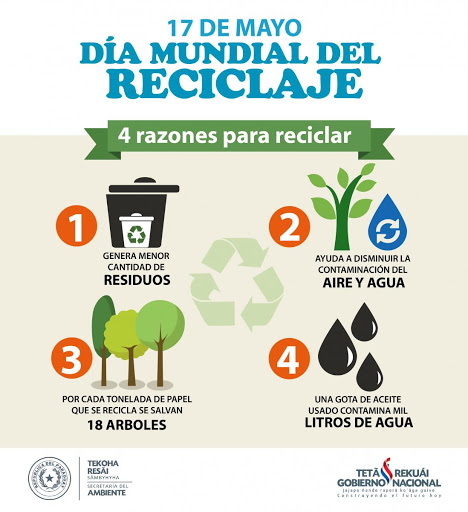 17 DE MAYO
DÍA MUNDIAL DEL
RECICLAJE
4 razones para reciclar
1
GENERA MENOR
CANTIDAD DE
RESIDUOS
2
AYUDA A DISMINUIR LA
CONTAMINACIÓN DEL
AIRE Y AGUA
3
POR CADA TONELADA DE PAPEL
QUE SE RECICLA SE SALVAN
18 ARBOLES
4
UNA GOTA DE ACEITE
USADO CONTAMINA MIL
LITROS DE AGUA
REPUBLICA DEL PARAGUAY
TEKOHA
RESÃI
SÃMBYHYHA
SECRETARÍA DEL
AMBIENTE
TETÃ REKUÁI
GOBIERNO NACIONAL
Jajapo ñande raperã ko ãga guive
Construyendo el futuro hoy